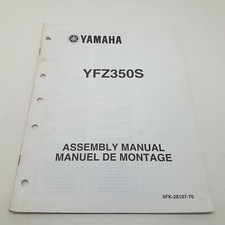 YAMAHA
YFZ350S
ASSEMBLY MANUAL
MANUEL DE MONTAGE
5FK-28107-70